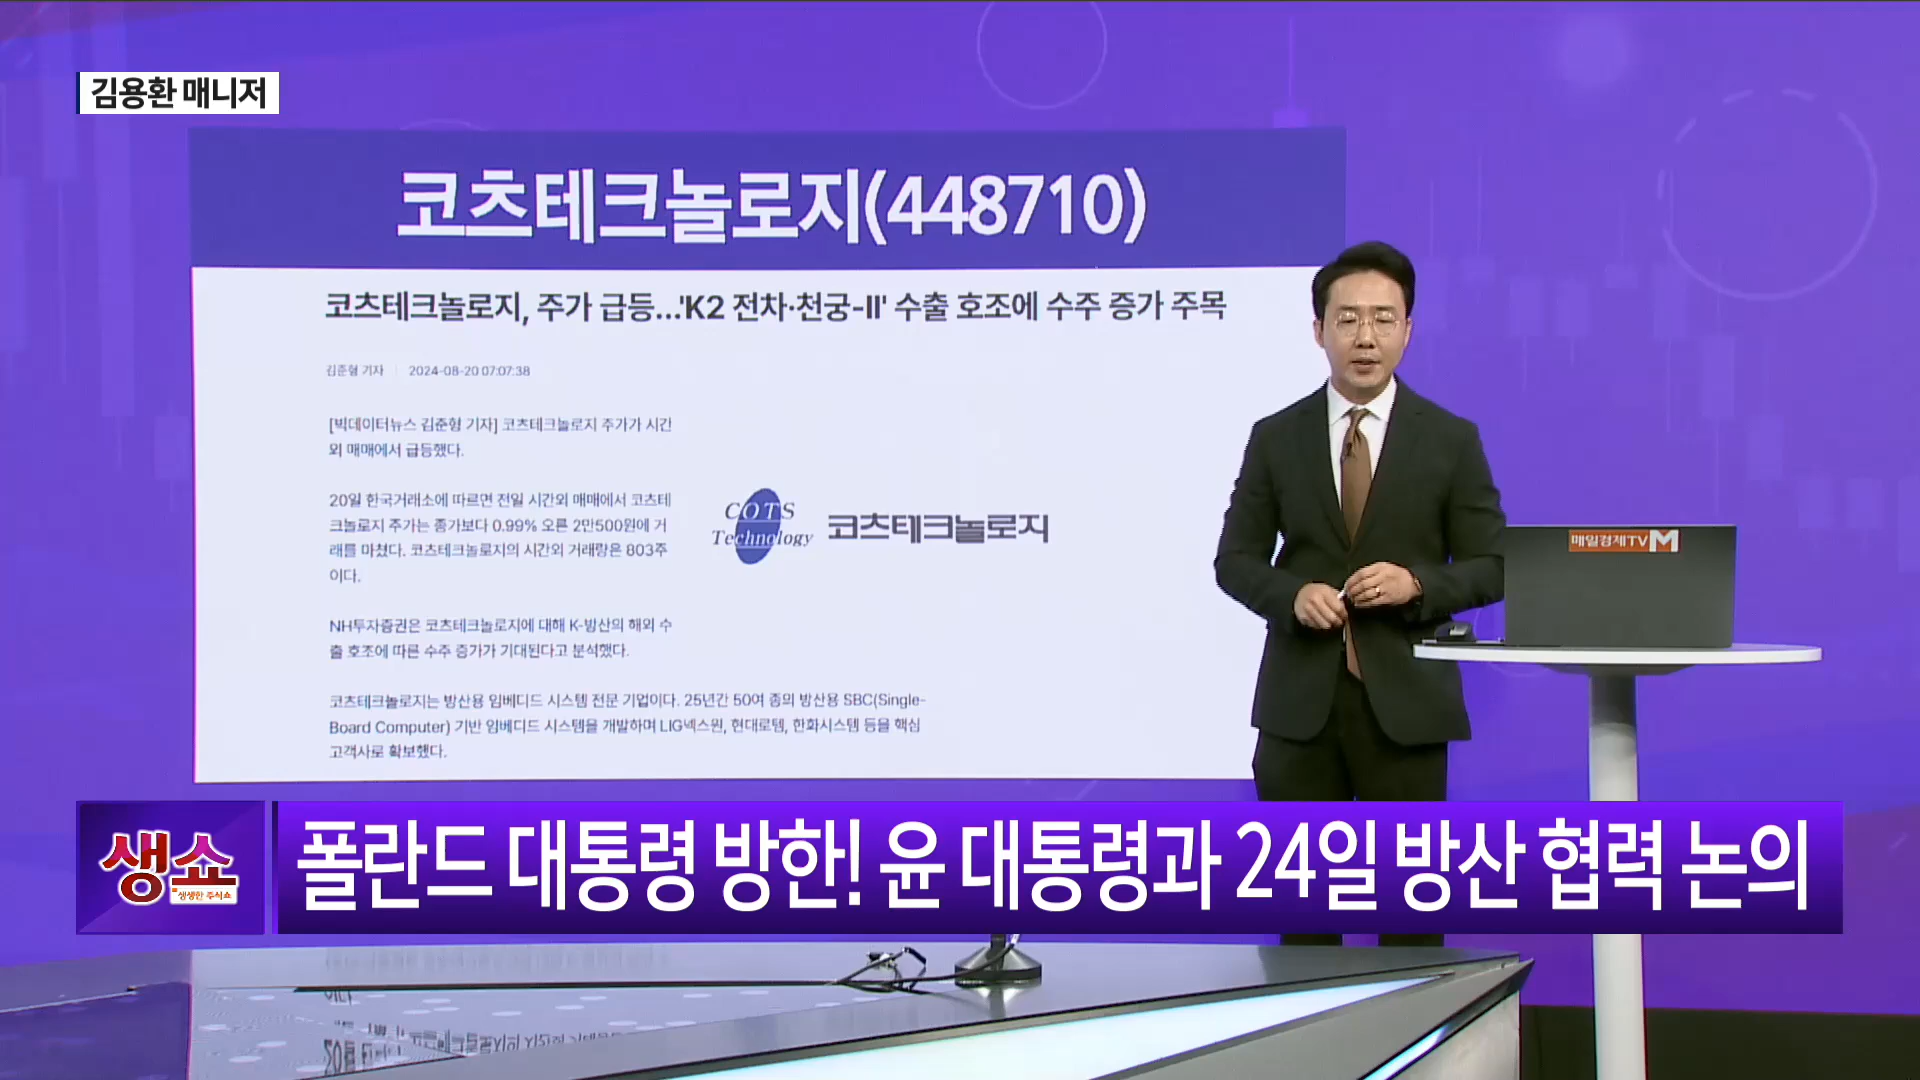 김용환 매니저
코츠테크놀로지(448710)
코츠테크놀로지, 주가 급등...'K2 전차·천궁-II' 수출 호조에 수주 증가 주목
김준형 기자 2024-08-20 07:07:38
[빅데이터뉴스 김준형 기자] 코츠테크놀로지 주가가 시간
외 매매에서 급등했다.
20일 한국거래소에 따르면 전일 시간외 매매에서 코츠테
크놀로지 주가는 종가보다 0.99% 오른 2만500원에 거
래를 마쳤다. 코츠테크놀로지의 시간외 거래량은 803주
이다.
COTS
Technology
코츠테크놀로지
NH투자증권은 코츠테크놀로지에 대해 K-방산의 해외 수
출 호조에 따른 수주 증가가 기대된다고 분석했다.
코츠테크놀로지는 방산용 임베디드 시스템 전문 기업이다. 25년간 50여 종의 방산용 SBC(Single-
Board Computer) 기반 임베디드 시스템을 개발하며 LIG넥스원, 현대로템, 한화시스템 등을 핵심
고객사로 확보했다.
매일경제TV M
생쇼
생생한 주식쇼
폴란드 대통령 방한! 윤 대통령과 24일 방산 협력 논의